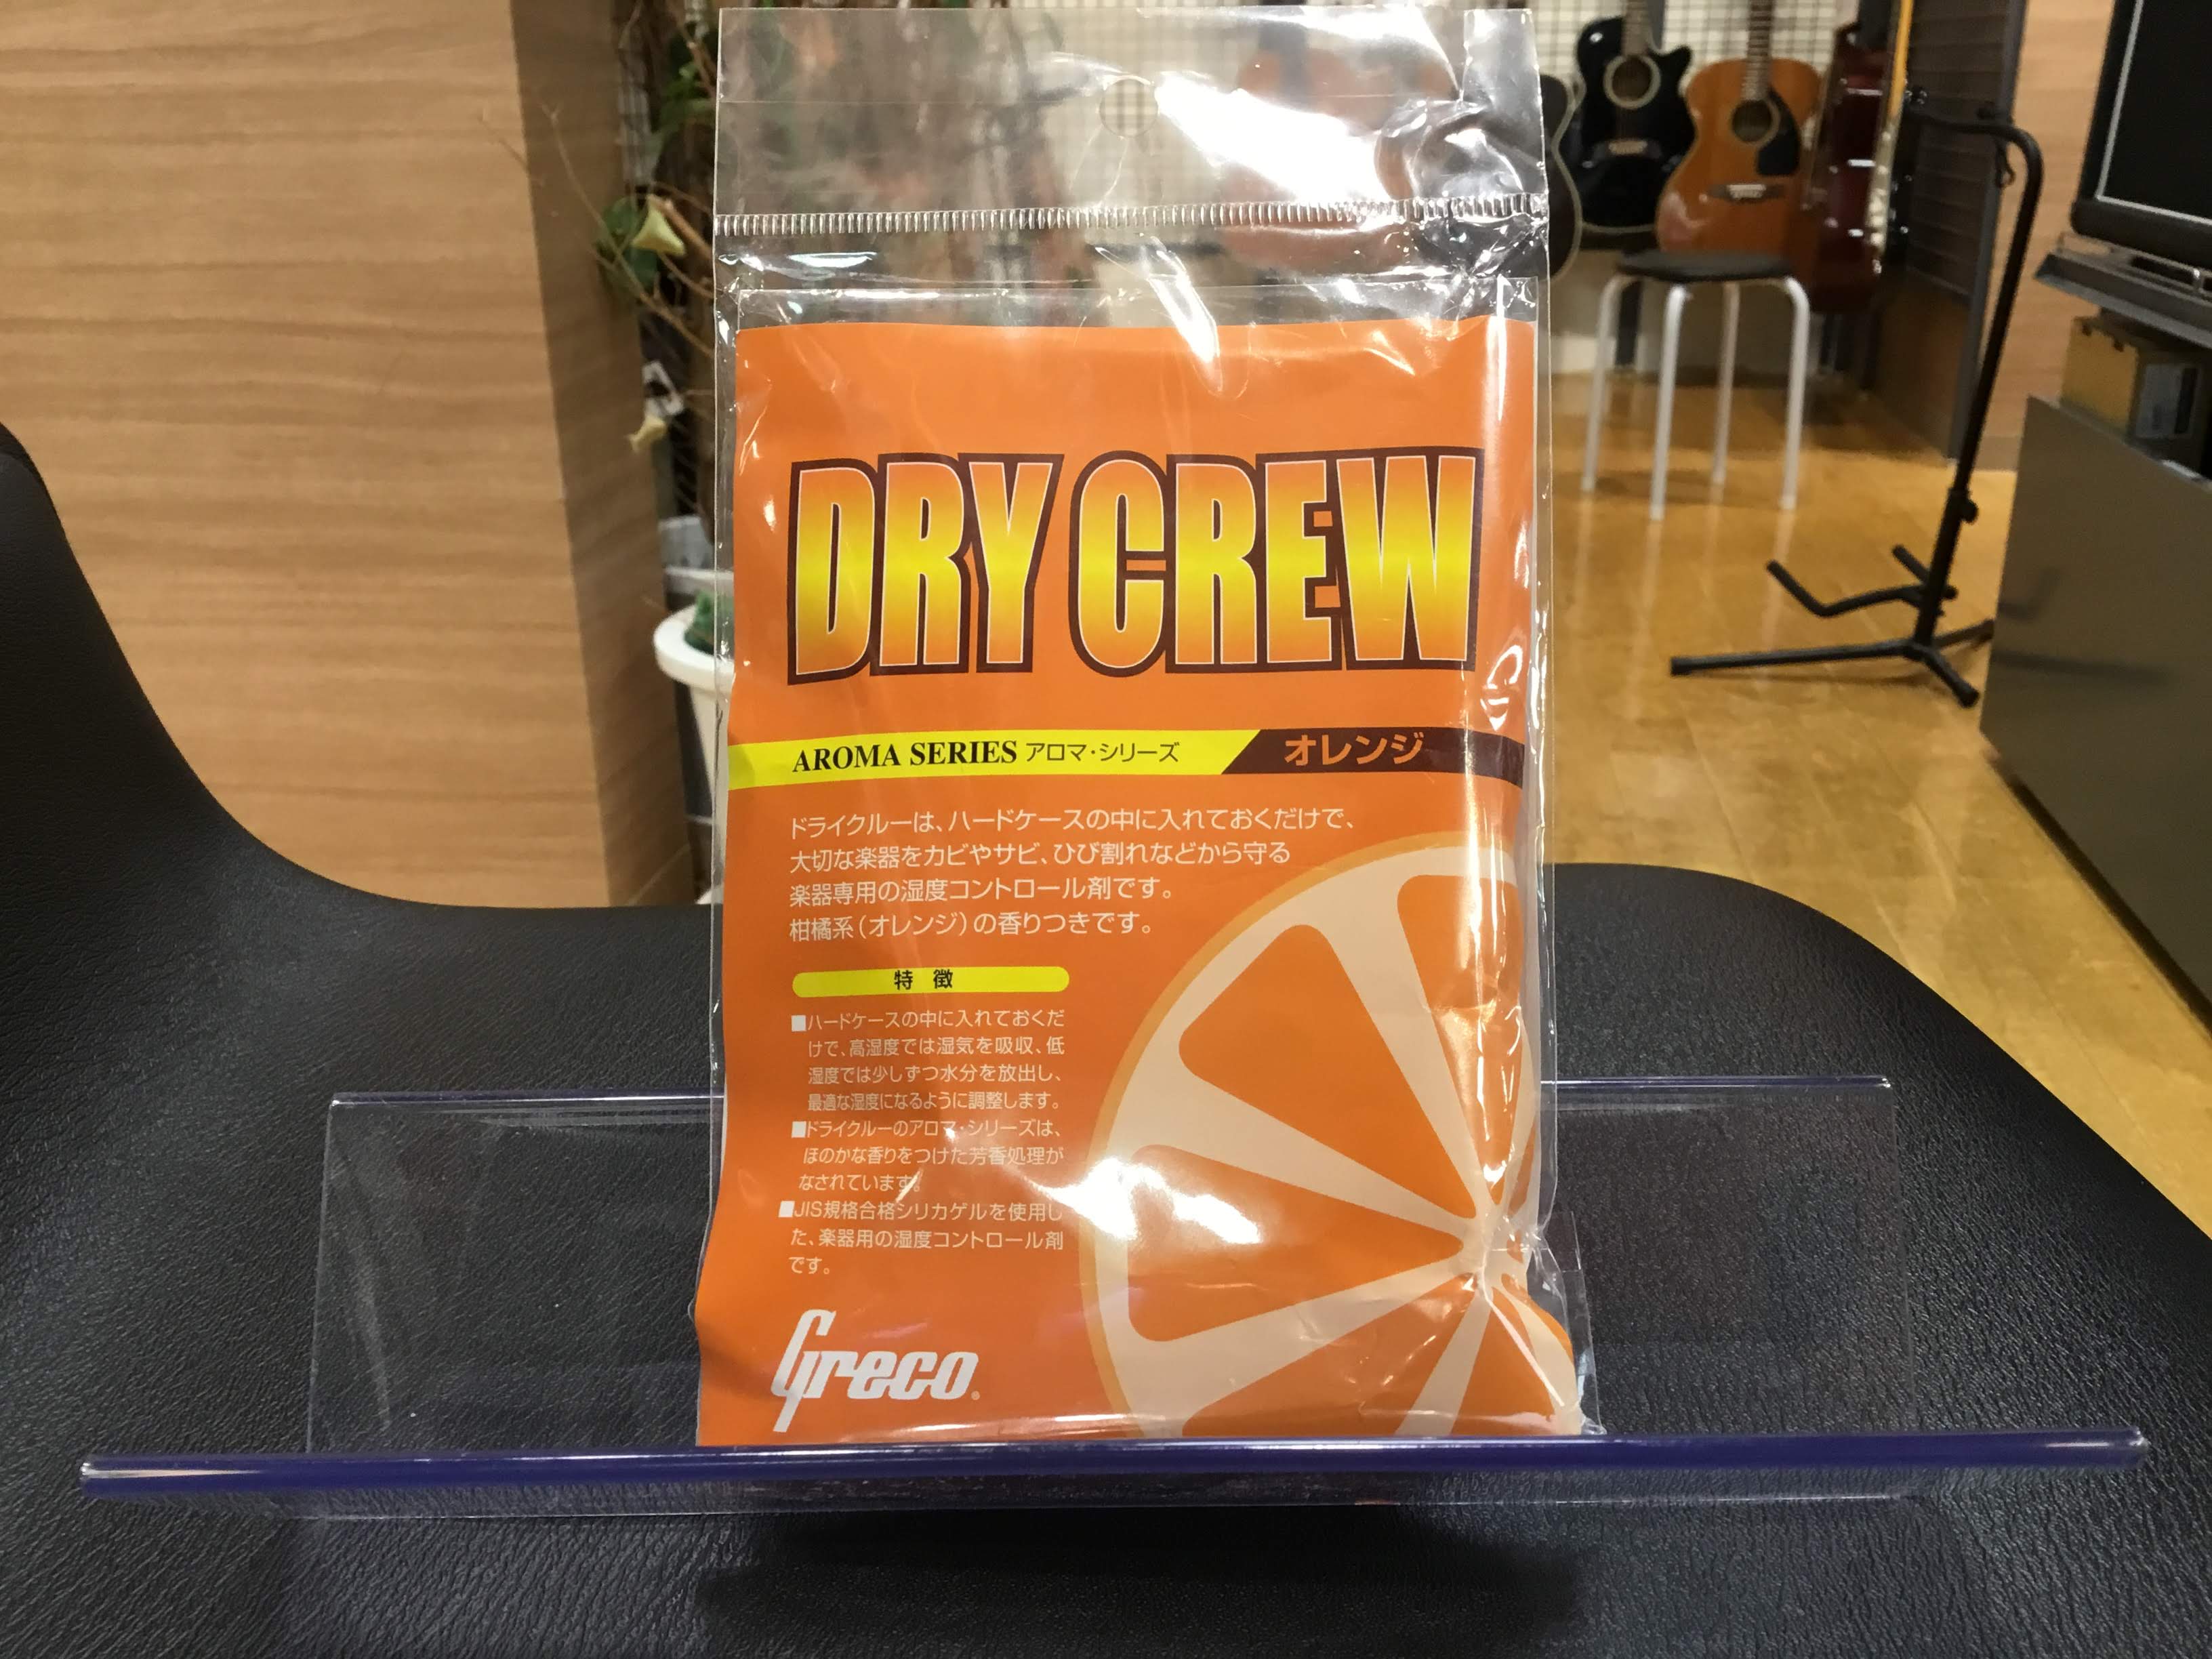 DRY CREW
AROMA SERIES アロマ・シリーズ オレンジ
ドライクルーは、ハードケースの中に入れておくだけで、
大切な楽器をカビやサビ、ひび割れなどから守る
楽器専用の湿度コントロール剤です。
柑橘系(オレンジ)の香りつきです。
特 徴
■ハードケースの中に入れておくだ
けで、高湿度では湿気を吸収、低
湿度では少しずつ水分を放出し、
最適な湿度になるように調整します。
■ドライクルーのアロマ・シリーズは、
ほのかな香りをつけた芳香処理が
なされています。
■JIS規格合格シリカゲルを使用し
た、楽器用の湿度コントロール剤
です。
Greco®